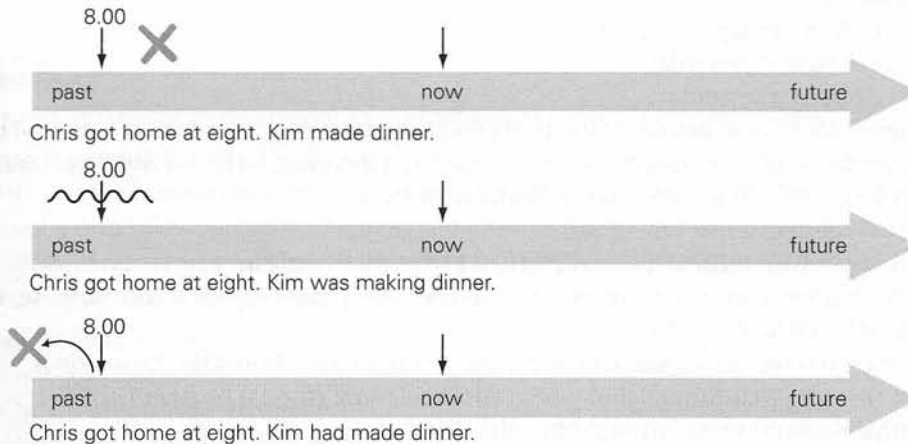 8.00
past now future
Chris got home at eight. Kim made dinner.
8.00
past now future
Chris got home at eight. Kim was making dinner.
8.00
past now future
Chris got home at eight. Kim had made dinner.